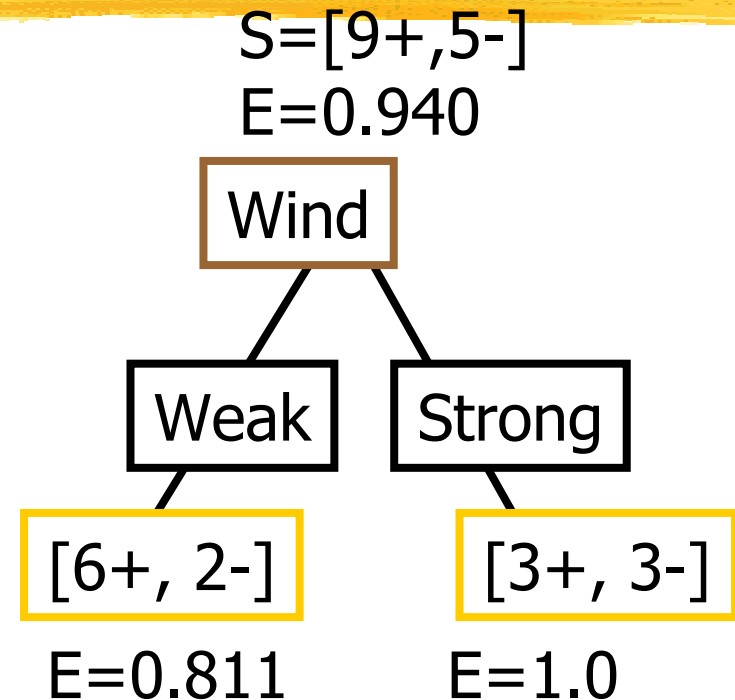 S=[9+,5-]
E=0.940
Wind
Weak Strong
[6+, 2-] [3+, 3-]
E=0.811 E=1.0